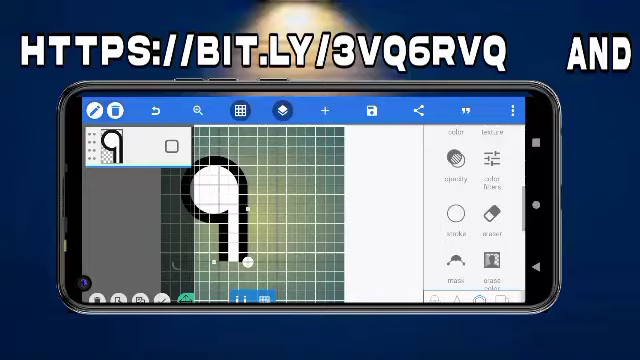 HTTPS://BIT.LY/3VQ6RVQ AND
color texture
opacity color
filters
stroke eraser
mask erase
color